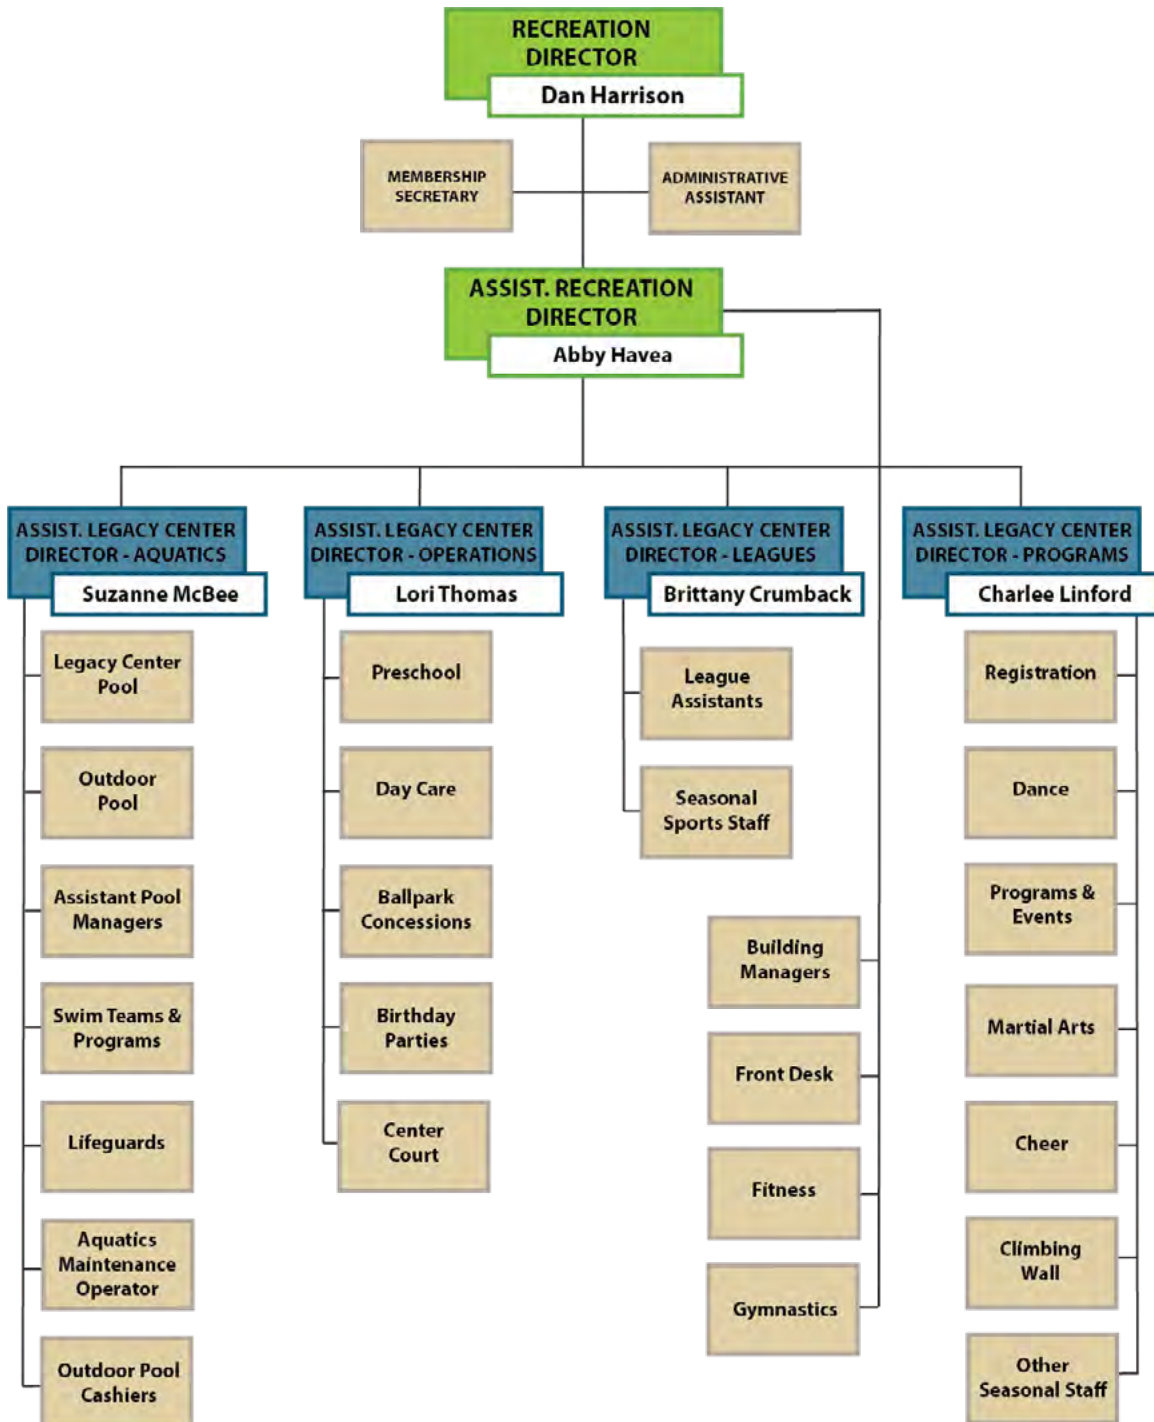 RECREATION
DIRECTOR
Dan Harrison
MEMBERSHIP
SECRETARY
ADMINISTRATIVE
ASSISTANT
ASSIST. RECREATION
DIRECTOR
Abby Havea
ASSIST. LEGACY CENTER
DIRECTOR - AQUATICS
Suzanne McBee
Legacy Center
Pool
Outdoor
Pool
Assistant Pool
Managers
Swim Teams &
Programs
Lifeguards
Aquatics
Maintenance
Operator
Outdoor Pool
Cashiers
ASSIST. LEGACY CENTER
DIRECTOR - OPERATIONS
Lori Thomas
Preschool
Day Care
Ballpark
Concessions
Birthday
Parties
Center
Court
ASSIST. LEGACY CENTER
DIRECTOR - LEAGUES
Brittany Crumback
League
Assistants
Seasonal
Sports Staff
Building
Managers
Front Desk
Fitness
Gymnastics
ASSIST. LEGACY CENTER
DIRECTOR - PROGRAMS
Charlee Linford
Registration
Dance
Programs &
Events
Martial Arts
Cheer
Climbing
Wall
Other
Seasonal Staff